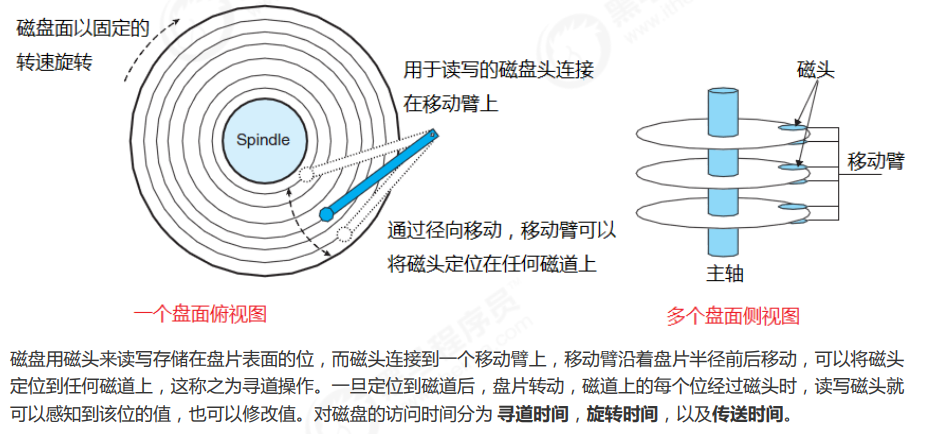 磁盘面以固定的
转速旋转
Spindle
用于读写的磁盘头连接
在移动臂上
通过径向移动，移动臂可以
将磁头定位在任何磁道上
一个盘面俯视图
磁头
移动臂
主轴
多个盘面侧视图
磁盘用磁头来读写存储在盘片表面的位，而磁头连接到一个移动臂上，移动臂沿着盘片半径前后移动，可以将磁头
定位到任何磁道上，这称之为寻道操作。一旦定位到磁道后，盘片转动，磁道上的每个位经过磁头时，读写磁头就
可以感知到该位的值，也可以修改值。对磁盘的访问时间分为 寻道时间，旋转时间，以及传送时间。